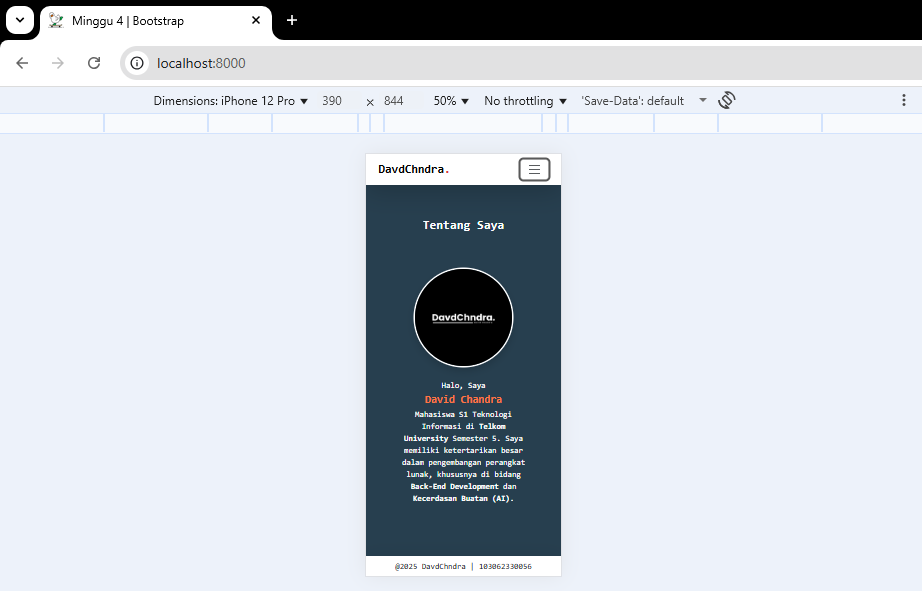 Minggu 4 | Bootstrap
localhost:8000
Dimensions: iPhone 12 Pro 390 × 844 50% No throttling 'Save-Data': default
DavdChndra.
Tentang Saya
DavdChndra.
Halo, Saya
David Chandra
Mahasiswa S1 Teknologi
Informasi di Telkom
University Semester 5. Saya
memiliki ketertarikan besar
dalam pengembangan perangkat
lunak, khususnya di bidang
Back-End Development dan
Kecerdasan Buatan (AI).
@2025 DavdChndra | 103062330056